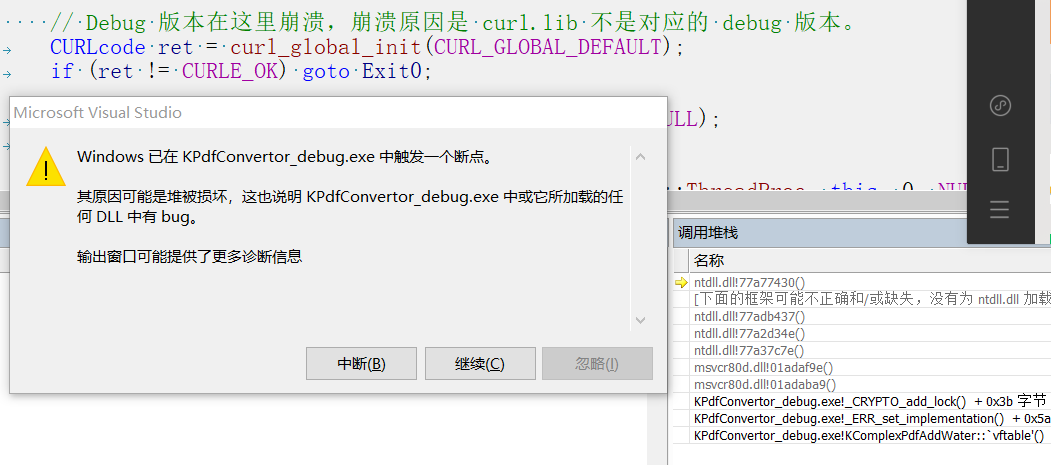 // Debug 版本在这里崩溃，崩溃原因是 curl.lib 不是对应的 debug 版本。
CURLcode ret = curl_global_init(CURL_GLOBAL_DEFAULT);
if (ret != CURLE_OK) goto Exit0;
ULL);
::ThreadProc, this, 0, NUL
Microsoft Visual Studio
Windows 已在 KPdfConvertor_debug.exe 中触发一个断点。
其原因可能是堆被损坏，这也说明 KPdfConvertor_debug.exe 中或它所加载的任
何 DLL 中有 bug。
输出窗口可能提供了更多诊断信息
中断(B)
继续(C)
忽略(I)
调用堆栈
名称
ntdll.dll!77a77430()
[下面的框架可能不正确和/或缺失，没有为 ntdll.dll 加载
ntdll.dll!77adb437()
ntdll.dll!77a2d34e()
ntdll.dll!77a37c7e()
msvcr80d.dll!01adaf9e()
msvcr80d.dll!01adaba9()
KPdfConvertor_debug.exe!_CRYPTO_add_lock() + 0x3b 字节
KPdfConvertor_debug.exe!_ERR_set_implementation() + 0x5a
KPdfConvertor_debug.exe!KComplexPdfAddWater::`vftable'()